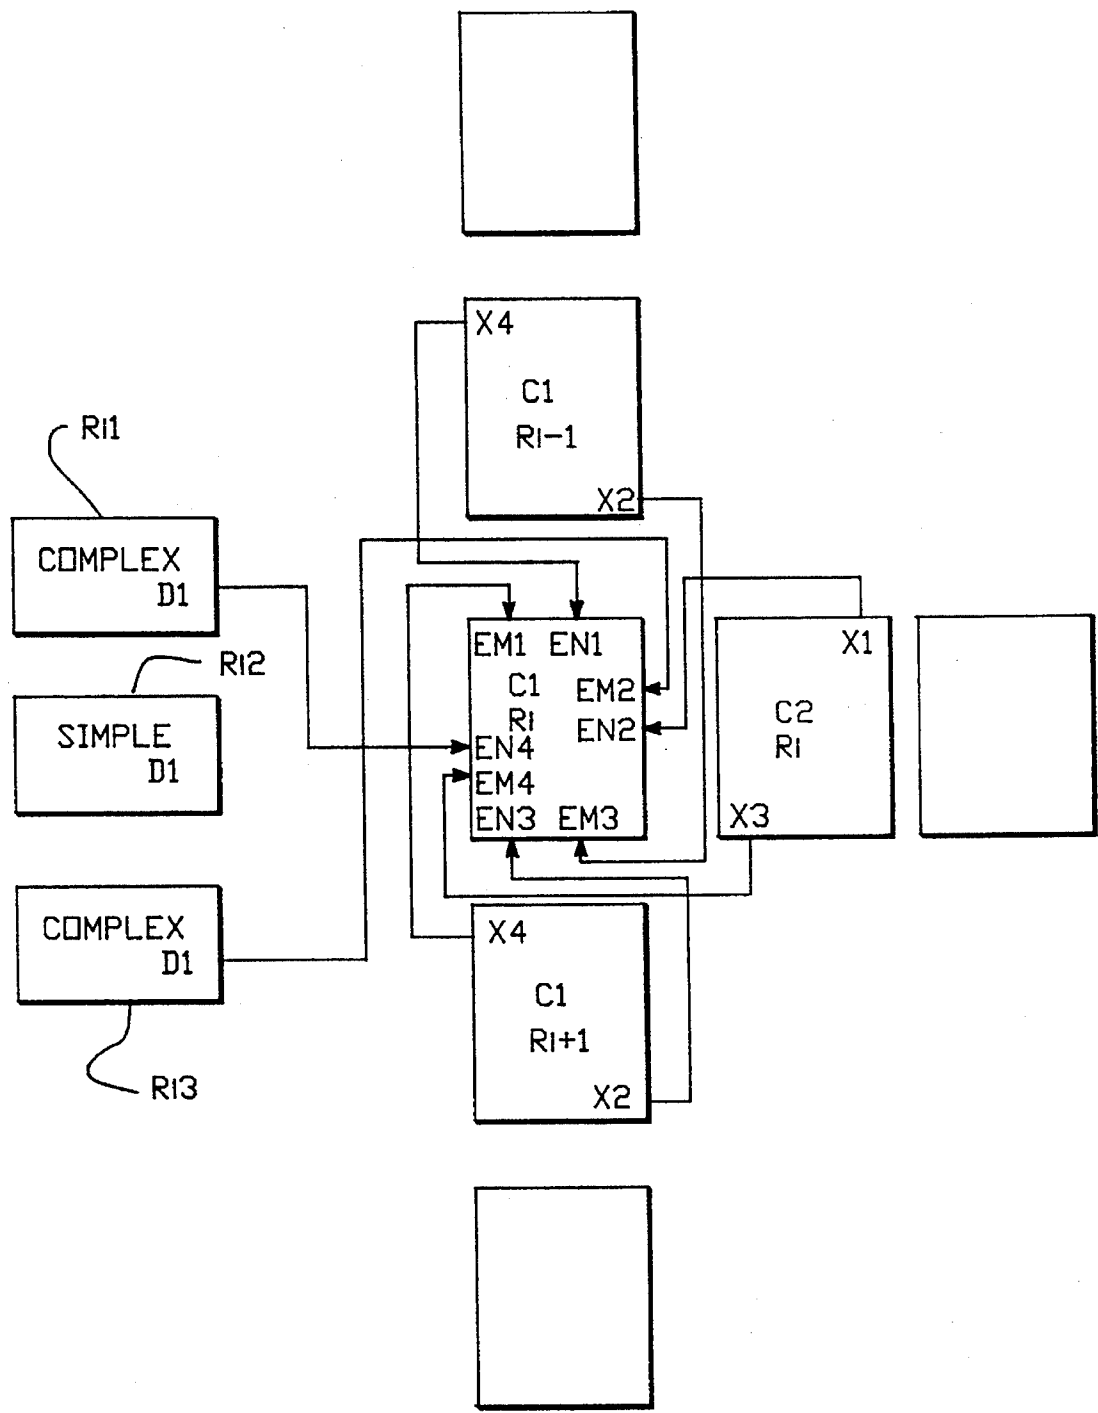 X4
C1
Ri-1
X2
Ri1
COMPLEX
D1
Ri2
SIMPLE
D1
COMPLEX
D1
Ri3
EM1 EN1
C1
Ri
EM2
EN2
EN4
EM4
EN3 EM3
X1
C2
Ri
X3
X4
C1
Ri+1
X2